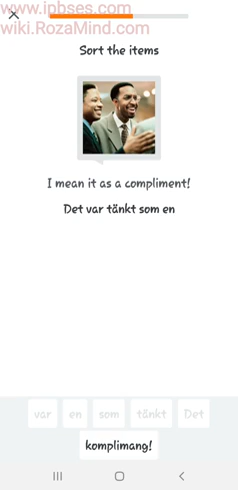 www.ipbses.com
wiki.RozaMind.com
Sort the items
I mean it as a compliment!
Det var tänkt som en
var en som tänkt Det
komplimang!